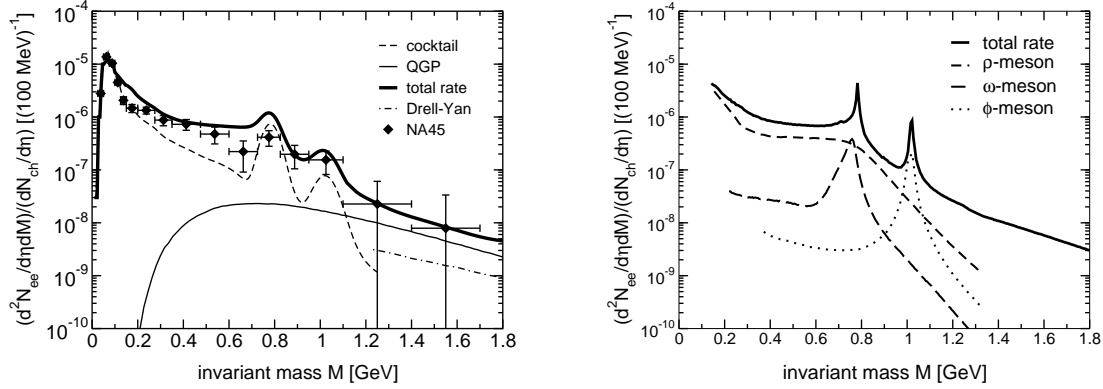 10^-4
10^-5
10^-6
10^-7
10^-8
10^-9
10^-10
(d^2N_ee/dηdM)/(dN_ch/dη) [(100 MeV)^-1]
cocktail
QGP
total rate
Drell-Yan
NA45
0 0.2 0.4 0.6 0.8 1 1.2 1.4 1.6 1.8
invariant mass M [GeV]
10^-4
10^-5
10^-6
10^-7
10^-8
10^-9
10^-10
(d^2N_ee/dηdM)/(dN_ch/dη) [(100 MeV)^-1]
total rate
ρ-meson
ω-meson
ϕ-meson
0 0.2 0.4 0.6 0.8 1 1.2 1.4 1.6 1.8
invariant mass M [GeV]